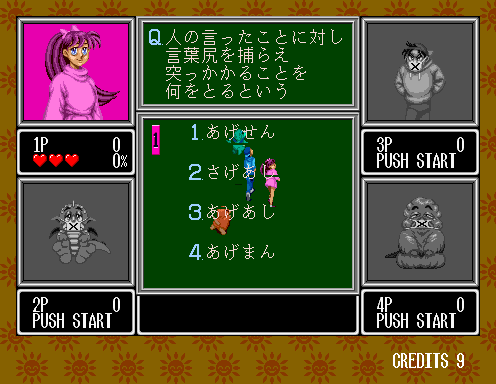 Q.人の言ったことに対し
言葉尻を捕らえ
突っかかることを
何をとるという
1
1.あげせん
2.さげあし
3.あげあし
4.あげまん
1P 0
0%
3P 0
PUSH START
2P 0
PUSH START
4P 0
PUSH START
CREDITS 9